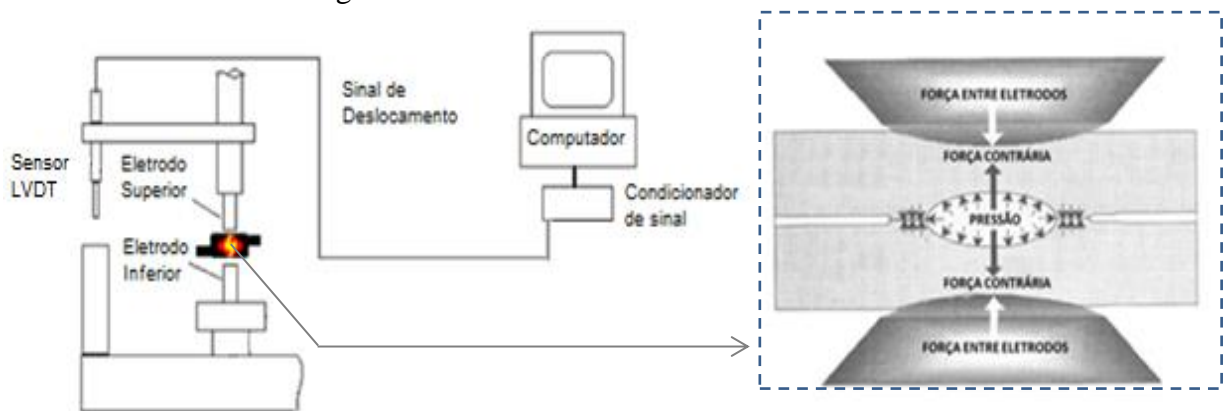 Sinal de
Deslocamento
Computador
Sensor
LVDT
Eletrodo
Superior
Condicionador
de sinal
Eletrodo
Inferior
FORÇA ENTRE ELETRODOS
FORÇA CONTRÁRIA
PRESSÃO
FORÇA CONTRÁRIA
FORÇA ENTRE ELETRODOS